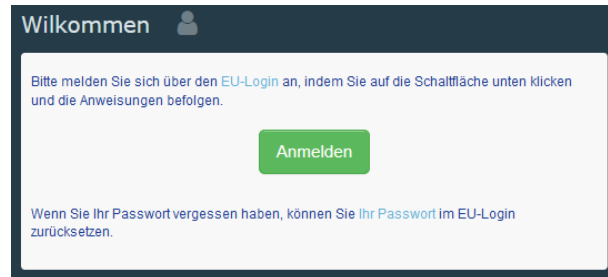 Wilkommen
Bitte melden Sie sich über den EU-Login an, indem Sie auf die Schaltfläche unten klicken
und die Anweisungen befolgen.
Anmelden
Wenn Sie Ihr Passwort vergessen haben, können Sie Ihr Passwort im EU-Login
zurücksetzen.